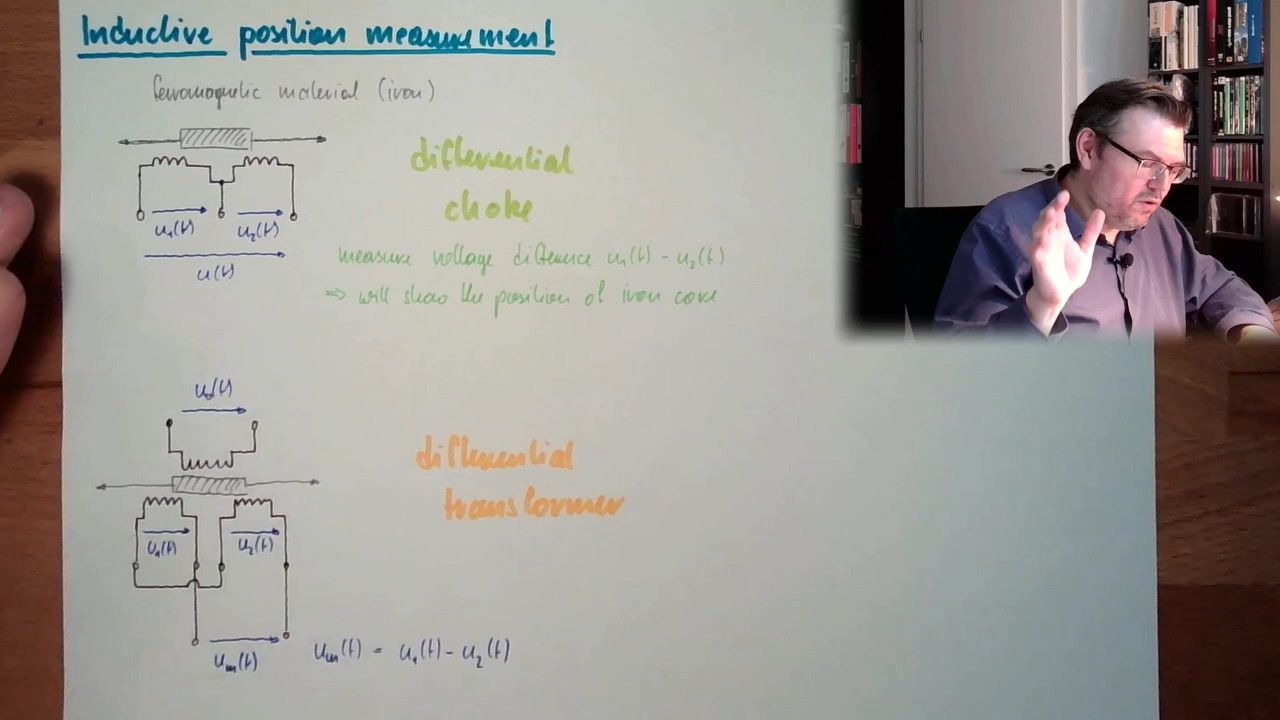 Inductive position measurement
ferromagnetic material (iron)
differential
choke
u₁(t) u₂(t)
u(t)
measure voltage difference u₁(t) - u₂(t)
⇒ will show the position of iron core
u₀(t)
differential
transformer
u₁(t) u₂(t)
uₘ(t)
uₘ(t) = u₁(t) - u₂(t)